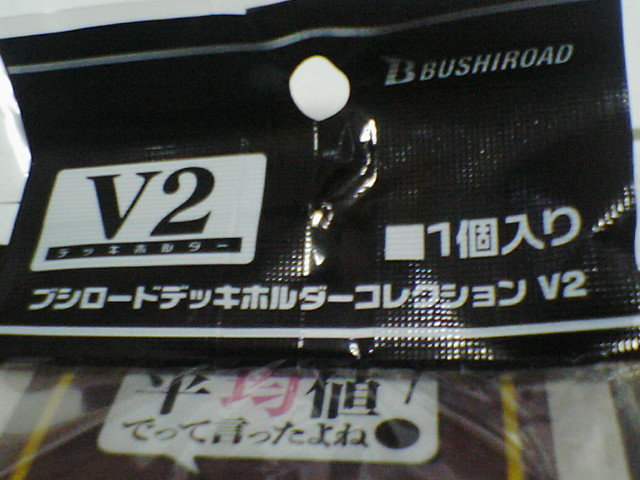 BUSHIROAD
V2
デッキホルダー
■1個入り
ブシロードデッキホルダーコレクション V2
平均値
でって言ったよね